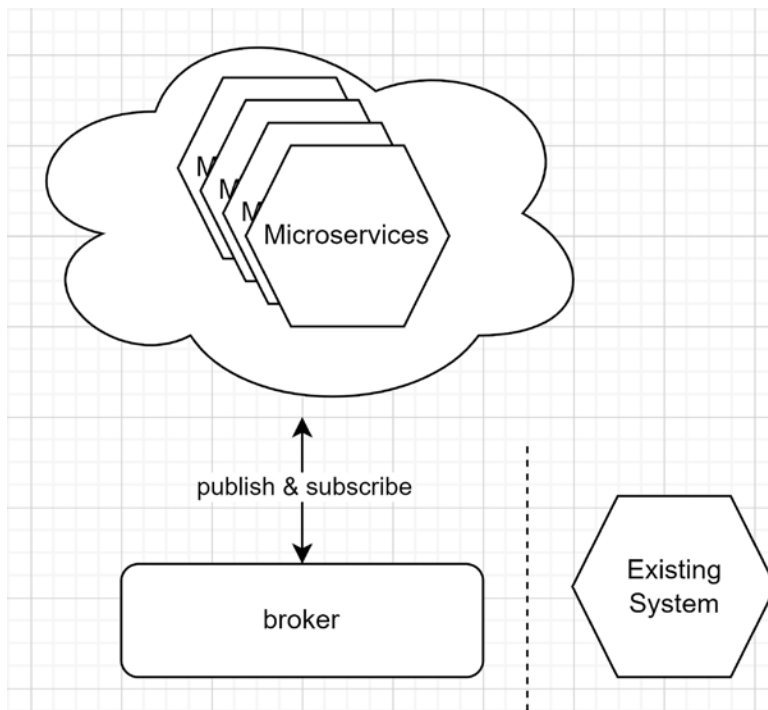 M
M
M
Microservices
publish & subscribe
broker
Existing
System